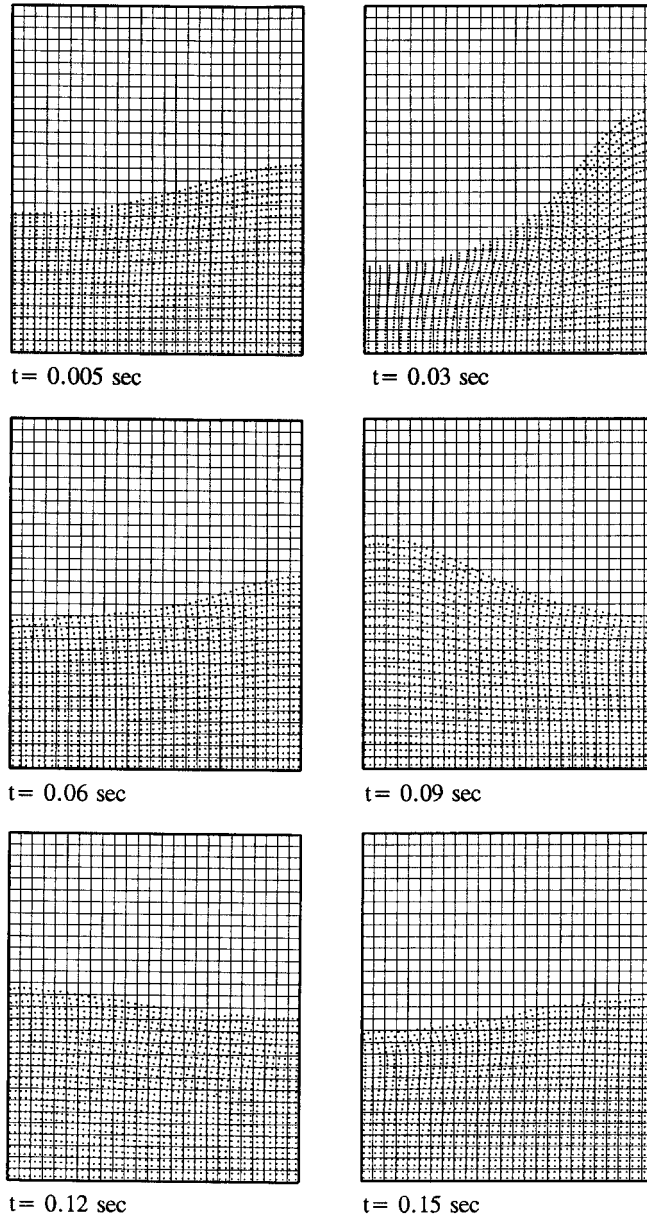 t= 0.005 sec
t= 0.03 sec
t= 0.06 sec
t= 0.09 sec
t= 0.12 sec
t= 0.15 sec